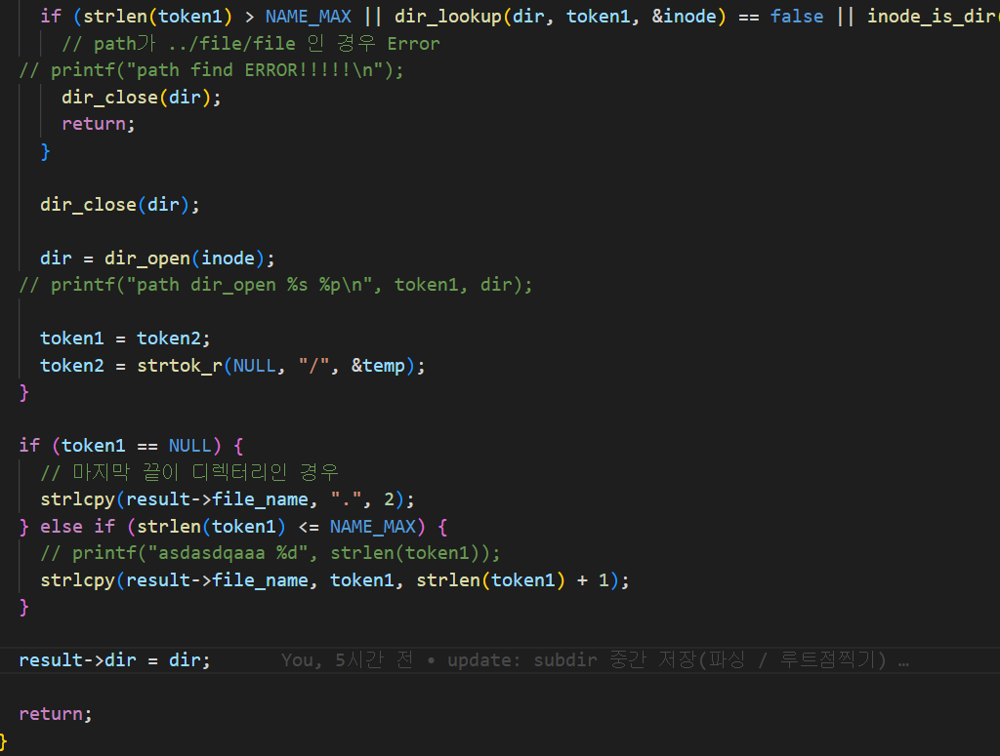 if (strlen(token1) > NAME_MAX || dir_lookup(dir, token1, &inode) == false || inode_is_dir(
// path가 ../file/file 인 경우 Error
// printf("path find ERROR!!!!!\n");
dir_close(dir);
return;
}
dir_close(dir);
dir = dir_open(inode);
// printf("path dir_open %s %p\n", token1, dir);
token1 = token2;
token2 = strtok_r(NULL, "/", &temp);
}
if (token1 == NULL) {
// 마지막 끝이 디렉터리인 경우
strlcpy(result->file_name, ".", 2);
} else if (strlen(token1) <= NAME_MAX) {
// printf("asdasdqaaa %d", strlen(token1));
strlcpy(result->file_name, token1, strlen(token1) + 1);
}
result->dir = dir; You, 5시간 전 • update: subdir 중간 저장(파싱 / 루트점찍기) …
return;
}